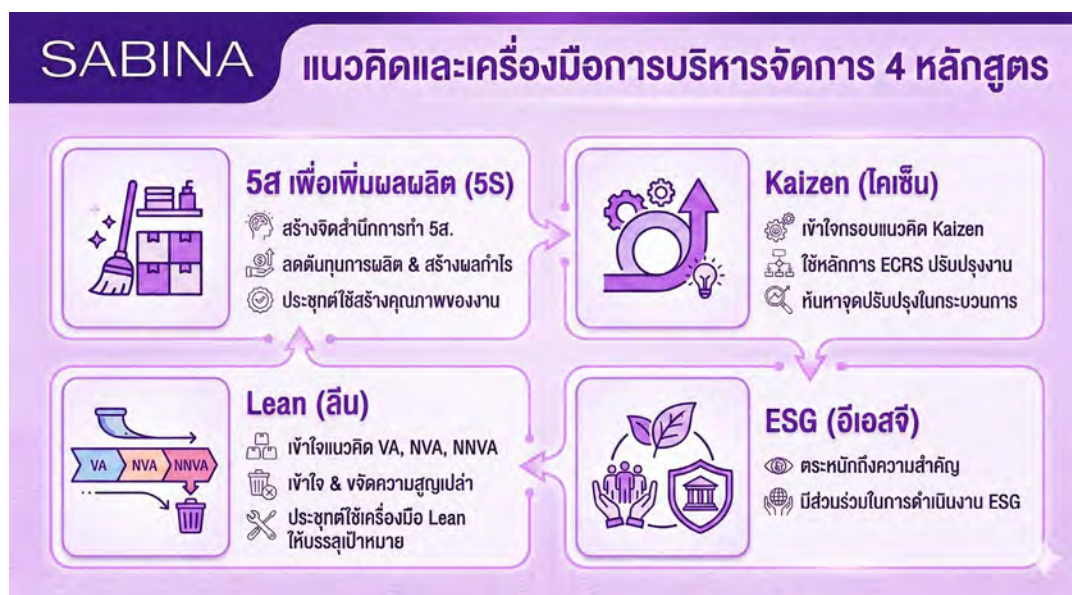 SABINA
แนวคิดและเครื่องมือการบริหารจัดการ 4 หลักสูตร
5ส เพื่อเพิ่มผลผลิต (5S)
สร้างจิตสำนึกการทำ 5ส.
ลดต้นทุนการผลิต & สร้างผลกำไร
ประยุกต์ใช้สร้างคุณภาพของงาน
Kaizen (ไคเซ็น)
เข้าใจกรอบแนวคิด Kaizen
ใช้หลักการ ECRS ปรับปรุงงาน
ค้นหาจุดปรับปรุงในกระบวนการ
Lean (ลีน)
เข้าใจแนวคิด VA, NVA, NNVA
เข้าใจ & ขจัดความสูญเปล่า
ประยุกต์ใช้เครื่องมือ Lean
ให้บรรลุเป้าหมาย
VA NVA NNVA
ESG (อีเอสจี)
ตระหนักถึงความสำคัญ
มีส่วนร่วมในการดำเนินงาน ESG